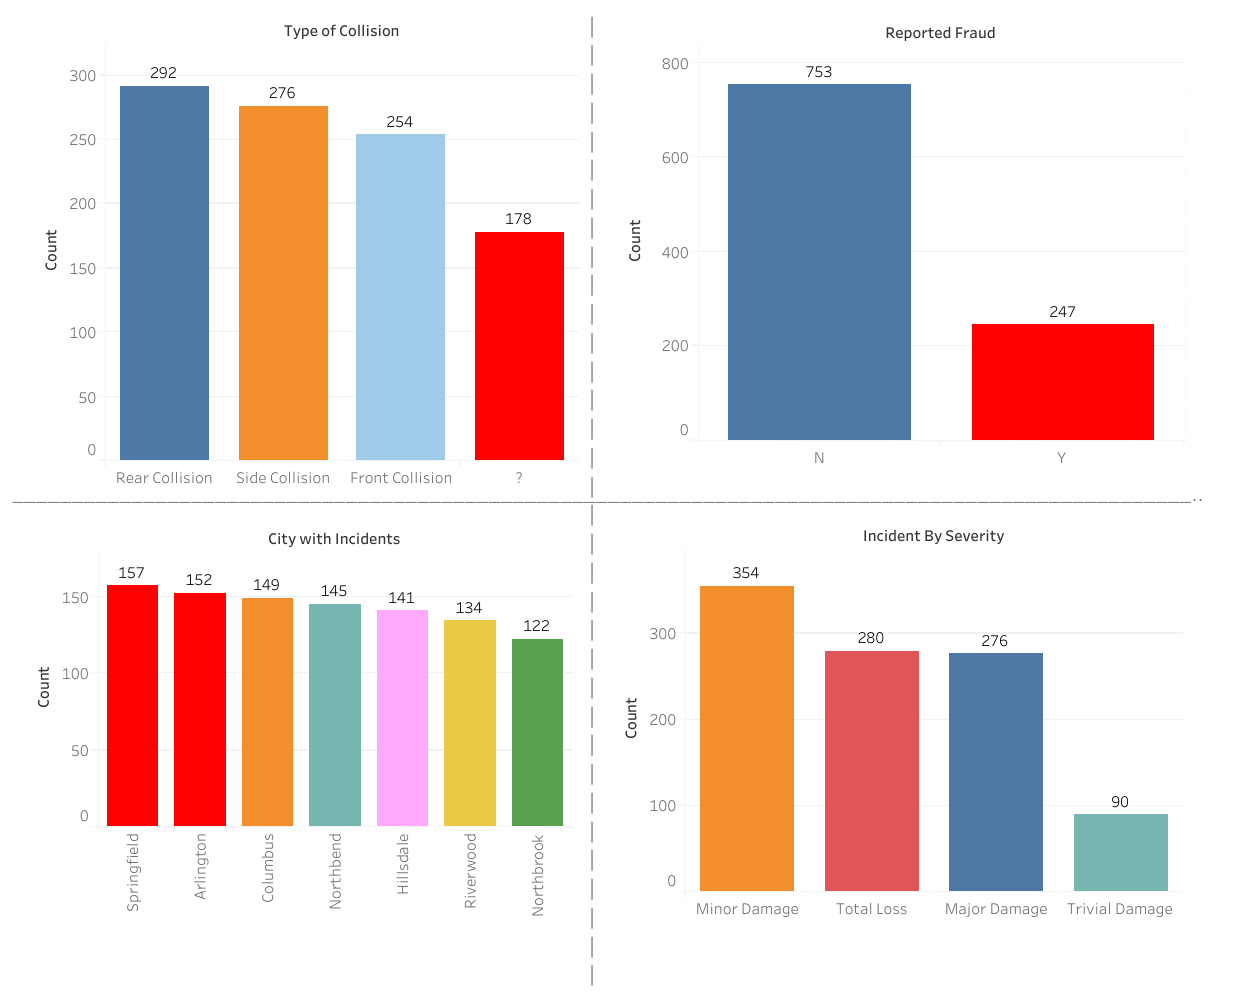 Type of Collision
292
276
254
178
300
250
200
150
100
50
0
Count
Rear Collision
Side Collision
Front Collision
?
Reported Fraud
753
247
800
600
400
200
0
Count
N
Y
City with Incidents
157
152
149
145
141
134
122
150
100
50
0
Count
Springfield
Arlington
Columbus
Northbend
Hillsdale
Riverwood
Northbrook
Incident By Severity
354
280
276
90
300
200
100
0
Count
Minor Damage
Total Loss
Major Damage
Trivial Damage